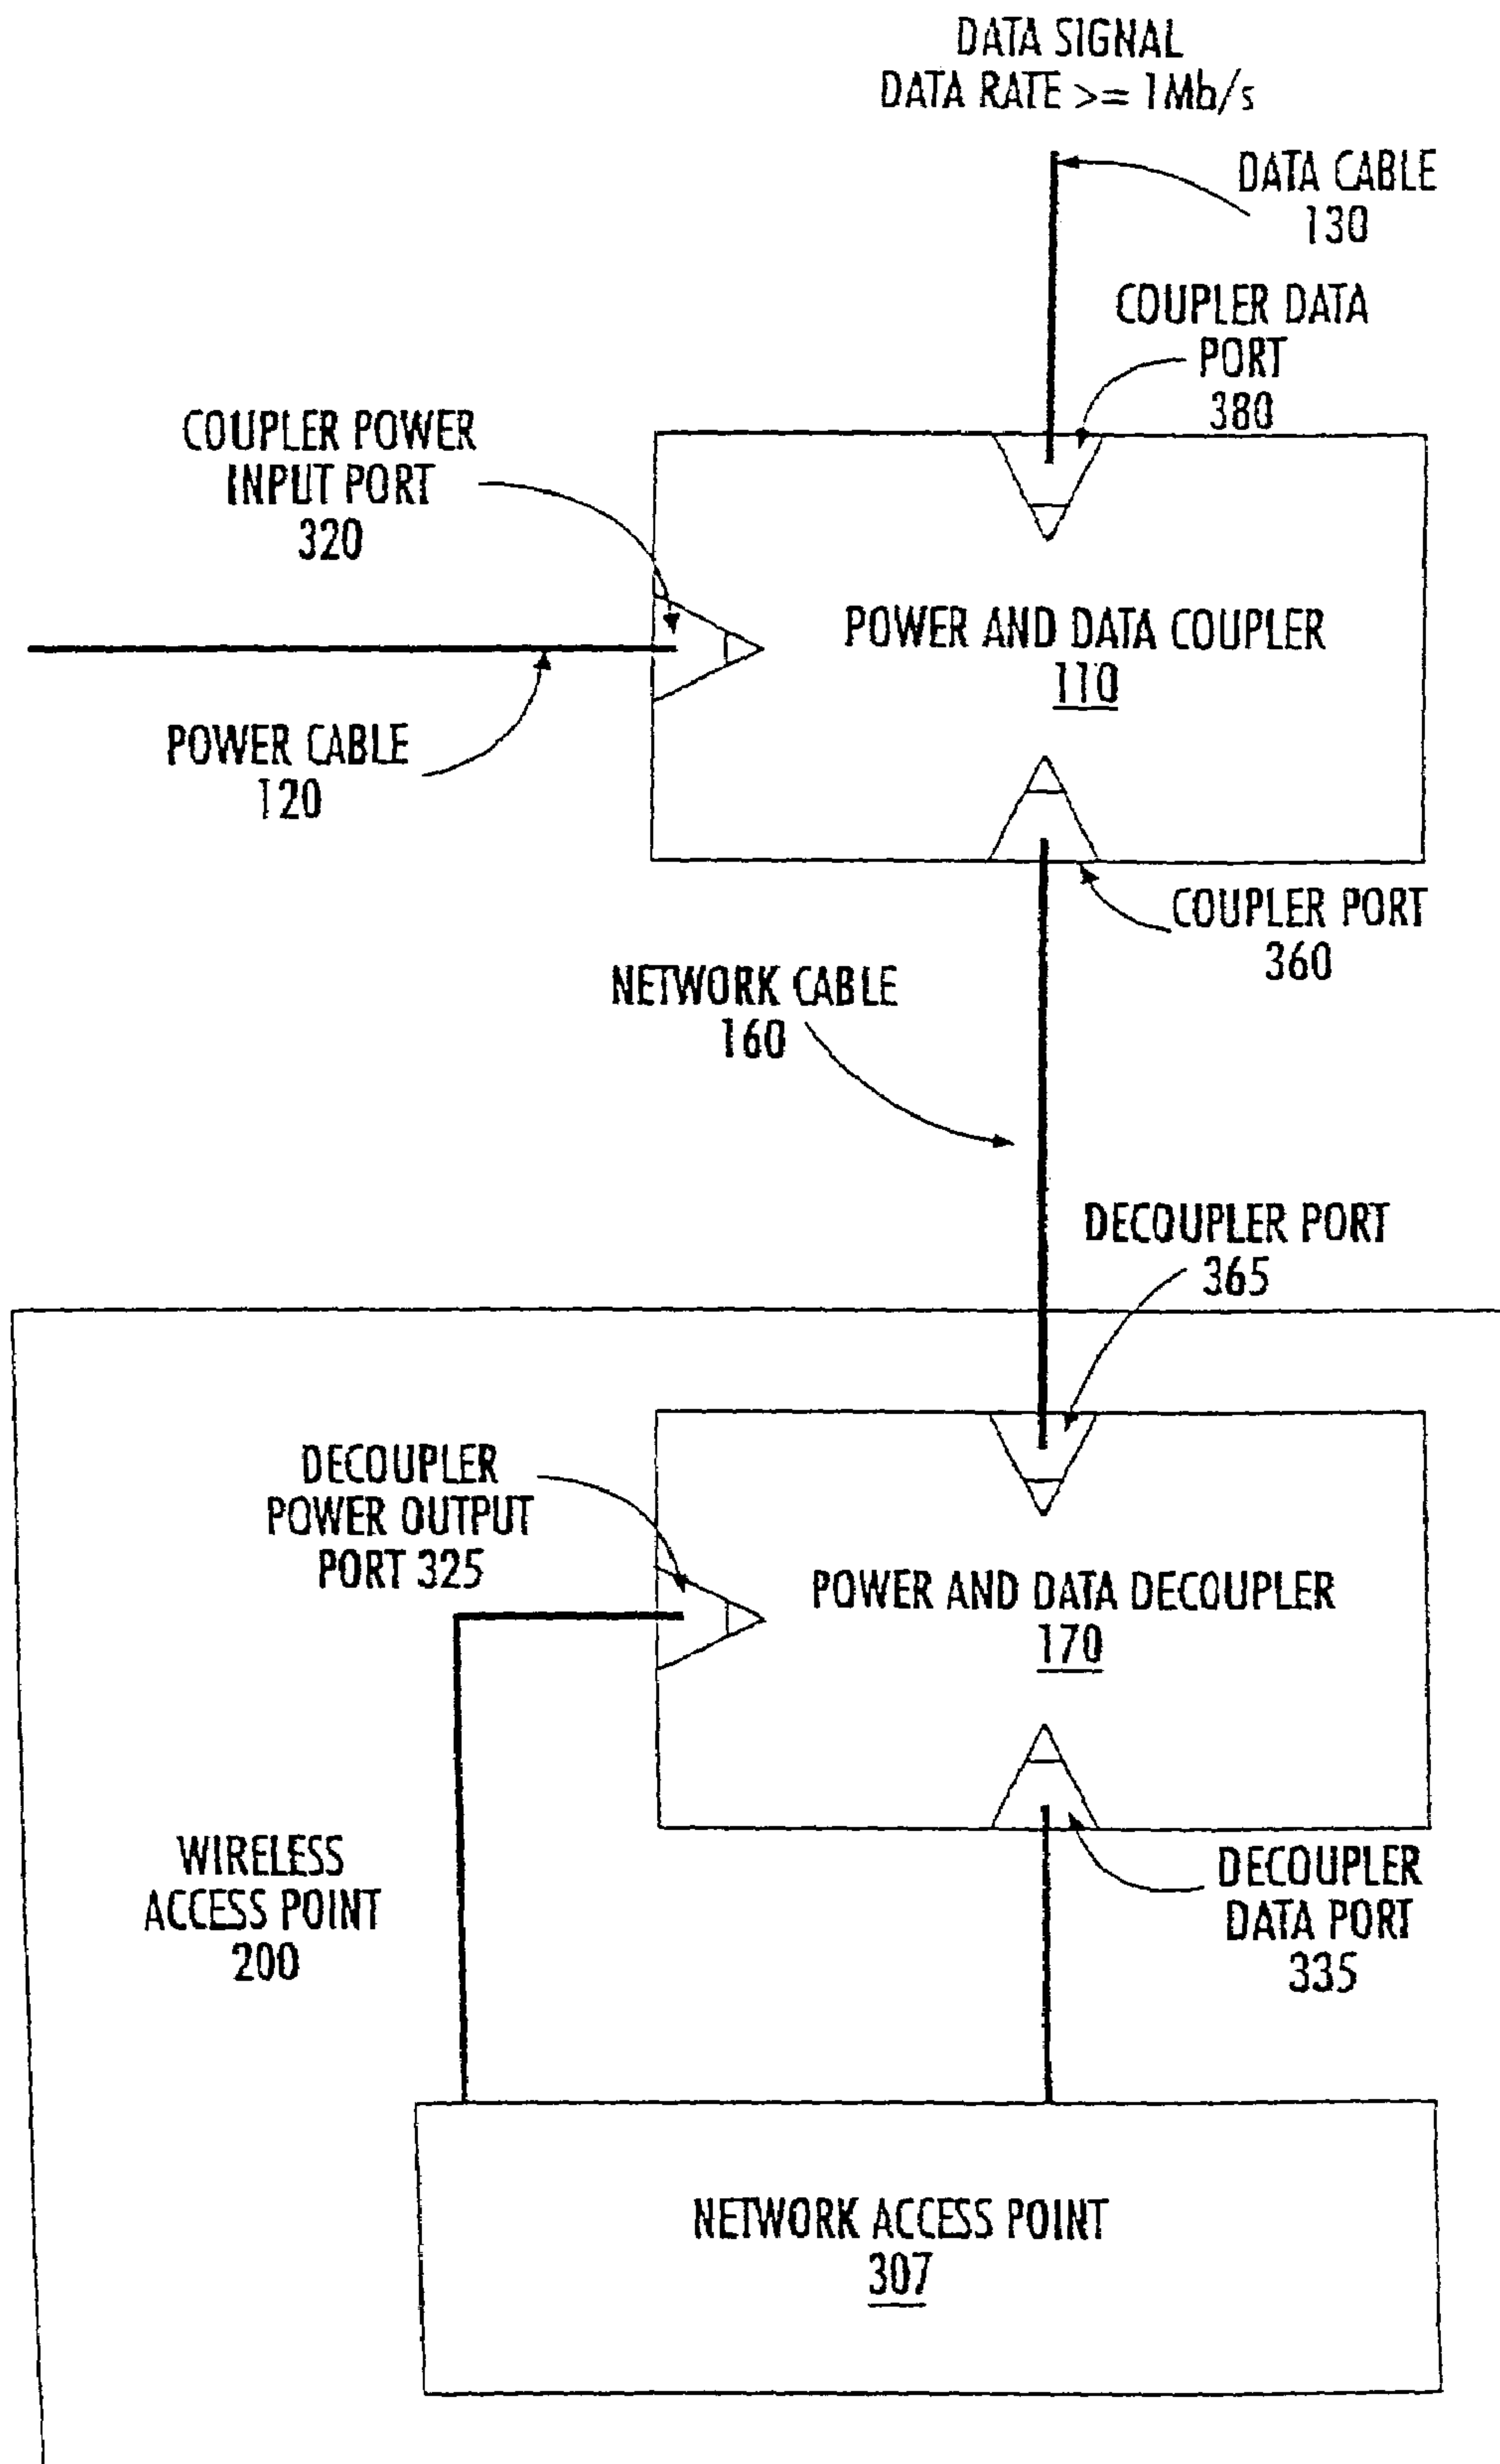 DATA SIGNAL
DATA RATE >= 1Mb/s
DATA CABLE
130
COUPLER DATA
PORT
380
COUPLER POWER
INPUT PORT
320
POWER AND DATA COUPLER
110
POWER CABLE
120
COUPLER PORT
360
NETWORK CABLE
160
DECOUPLER PORT
365
DECOUPLER
POWER OUTPUT
PORT 325
POWER AND DATA DECOUPLER
170
WIRELESS
ACCESS POINT
200
DECOUPLER
DATA PORT
335
NETWORK ACCESS POINT
307